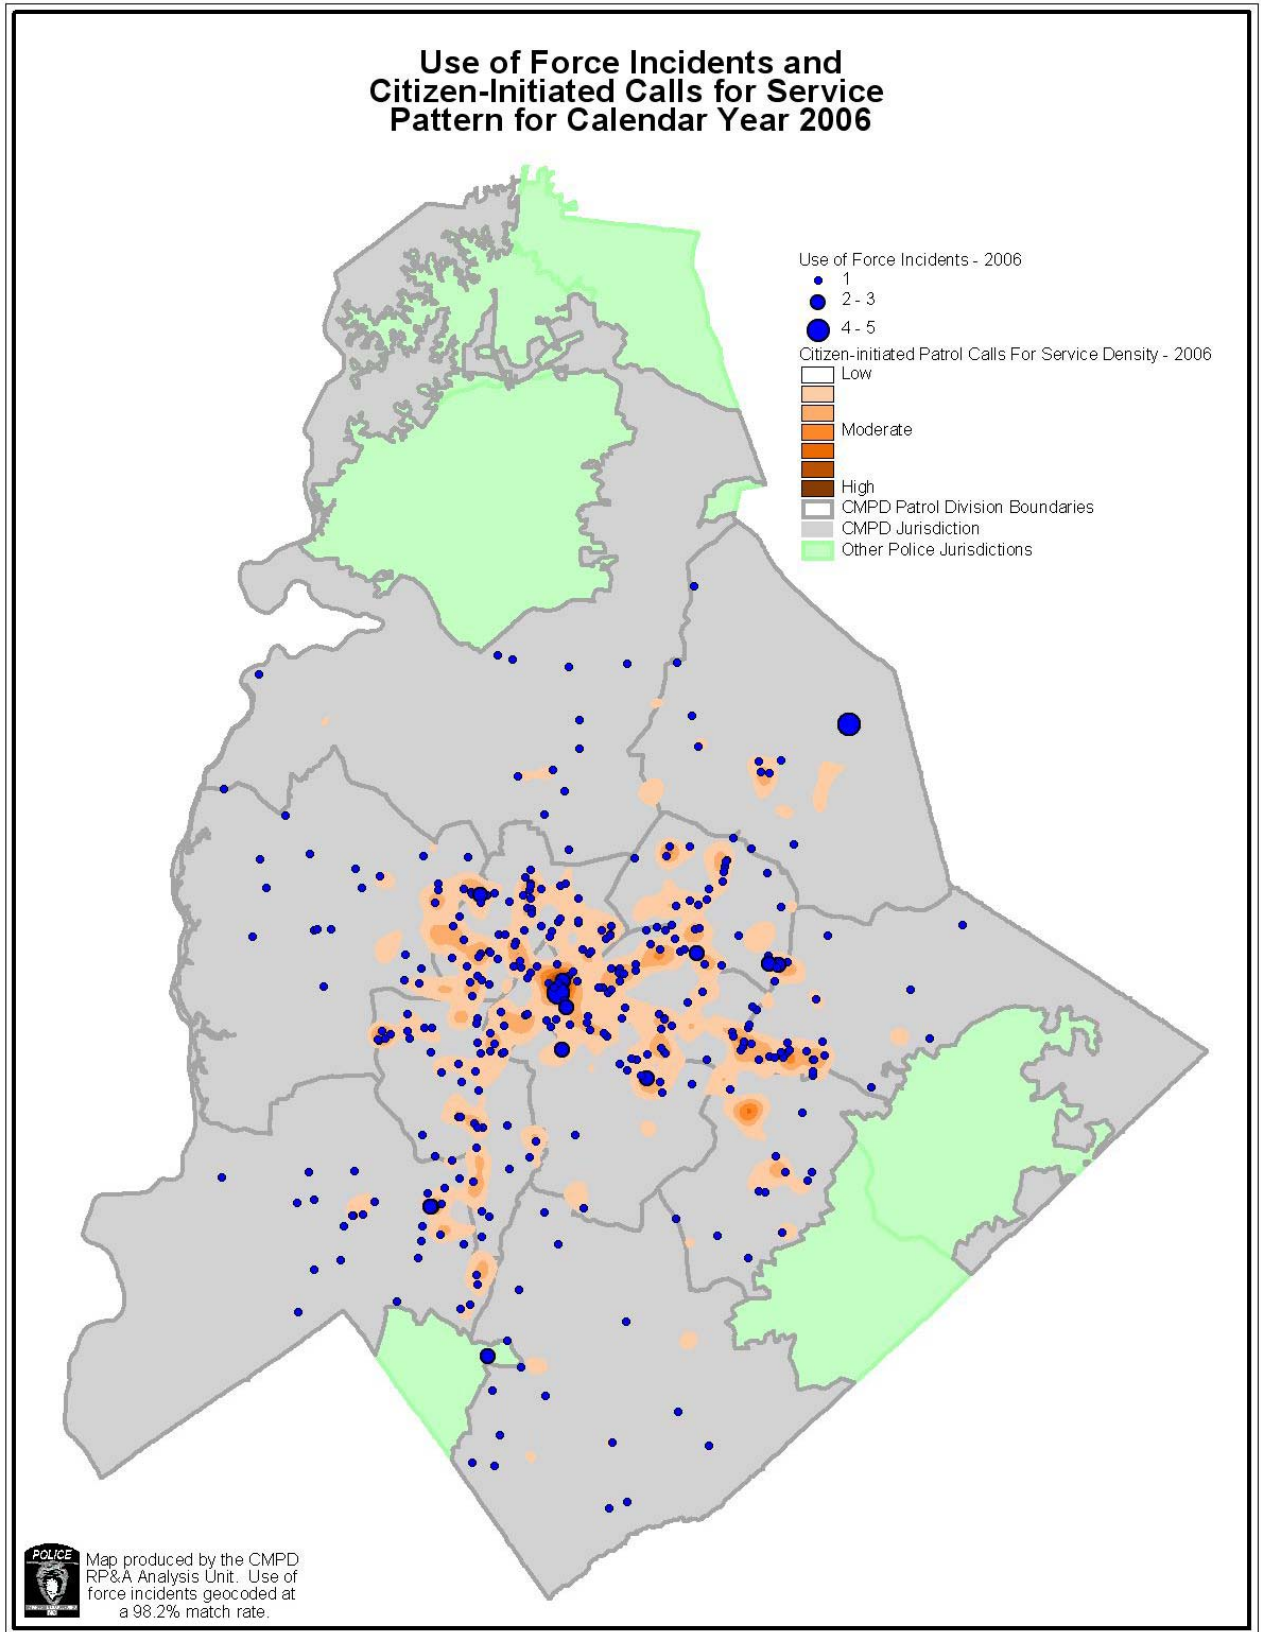 Use of Force Incidents and
Citizen-Initiated Calls for Service
Pattern for Calendar Year 2006
Use of Force Incidents - 2006
1
2 - 3
4 - 5
Citizen-initiated Patrol Calls For Service Density - 2006
Low
Moderate
High
CMPD Patrol Division Boundaries
CMPD Jurisdiction
Other Police Jurisdictions
POLICE
Map produced by the CMPD
RP&A Analysis Unit. Use of
force incidents geocoded at
a 98.2% match rate.